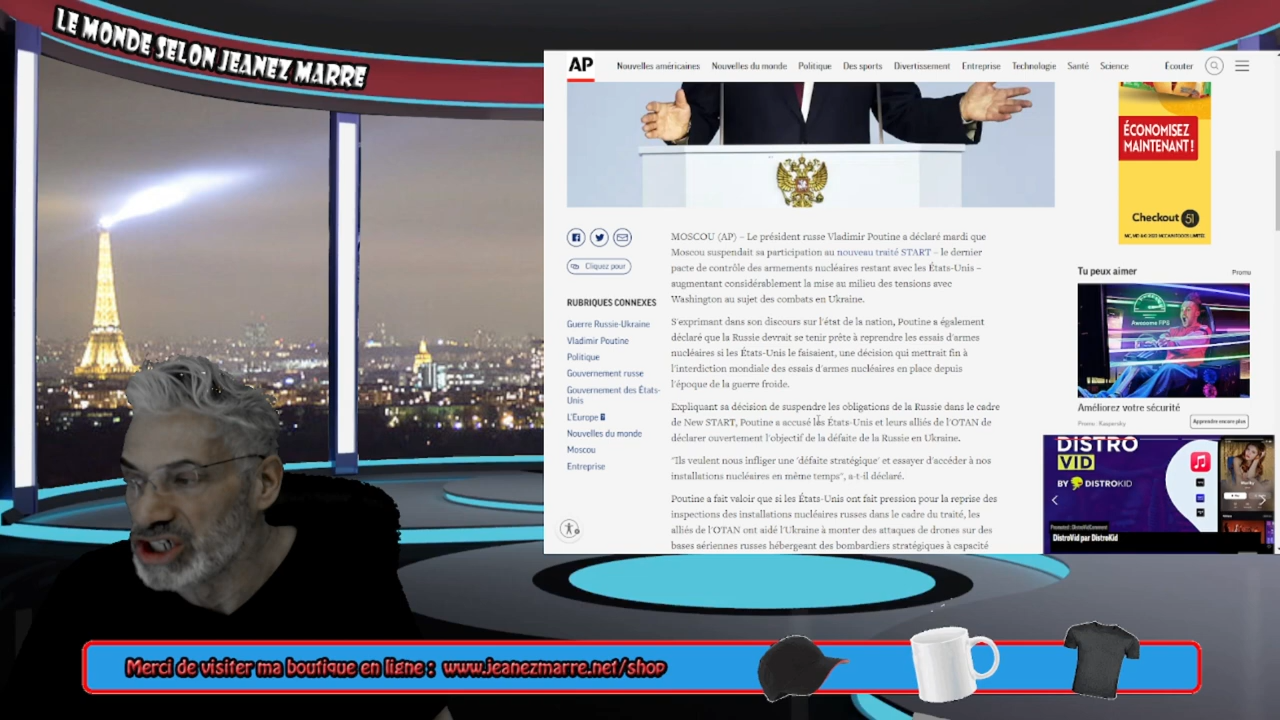 LE MONDE SELON JEANEZ MARRE
AP
Nouvelles américaines Nouvelles du monde Politique Des sports Divertissement Entreprise Technologie Santé Science Écouter
ÉCONOMISEZ
MAINTENANT !
Checkout 51
Cliquez pour
RUBRIQUES CONNEXES
Guerre Russie-Ukraine
Vladimir Poutine
Politique
Gouvernement russe
Gouvernement des États-
Unis
L'Europe
Nouvelles du monde
Moscou
Entreprise
MOSCOU (AP) – Le président russe Vladimir Poutine a déclaré mardi que
Moscou suspendait sa participation au nouveau traité START – le dernier
pacte de contrôle des armements nucléaires restant avec les États-Unis –
augmentant considérablement la mise au milieu des tensions avec
Washington au sujet des combats en Ukraine.
S'exprimant dans son discours sur l'état de la nation, Poutine a également
déclaré que la Russie devrait se tenir prête à reprendre les essais d'armes
nucléaires si les États-Unis le faisaient, une décision qui mettrait fin à
l'interdiction mondiale des essais d'armes nucléaires en place depuis
l'époque de la guerre froide.
Expliquant sa décision de suspendre les obligations de la Russie dans le cadre
de New START, Poutine a accusé les États-Unis et leurs alliés de l'OTAN de
déclarer ouvertement l'objectif de la défaite de la Russie en Ukraine.
"Ils veulent nous infliger une 'défaite stratégique' et essayer d'accéder à nos
installations nucléaires en même temps", a-t-il déclaré.
Poutine a fait valoir que si les États-Unis ont fait pression pour la reprise des
inspections des installations nucléaires russes dans le cadre du traité, les
alliés de l'OTAN ont aidé l'Ukraine à monter des attaques de drones sur des
bases aériennes russes hébergeant des bombardiers stratégiques à capacité
Tu peux aimer Promu
Awesome FPS
Améliorez votre sécurité
Promo : Kaspersky
Apprendre encore plus
DISTRO
VID
BY DISTROKID
DistroVid par DistroKid
Merci de visiter ma boutique en ligne : www.jeanezmarre.net/shop